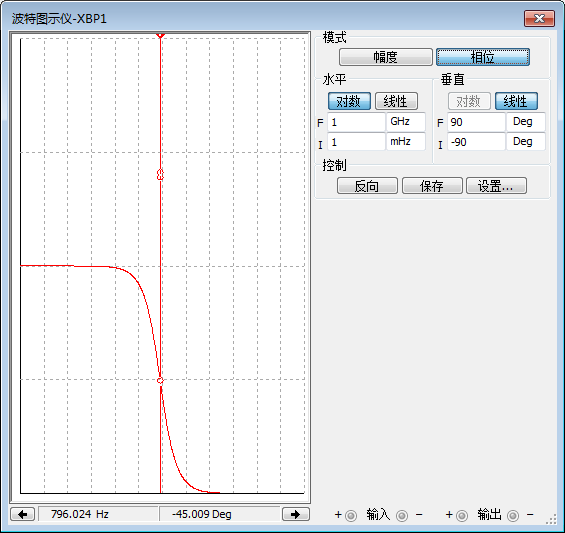 波特图示仪-XBP1
模式
幅度 相位
水平 垂直
对数 线性 对数 线性
F 1 GHz F 90 Deg
I 1 mHz I -90 Deg
控制
反向 保存 设置...
796.024 Hz -45.009 Deg + 输入 - + 输出 -